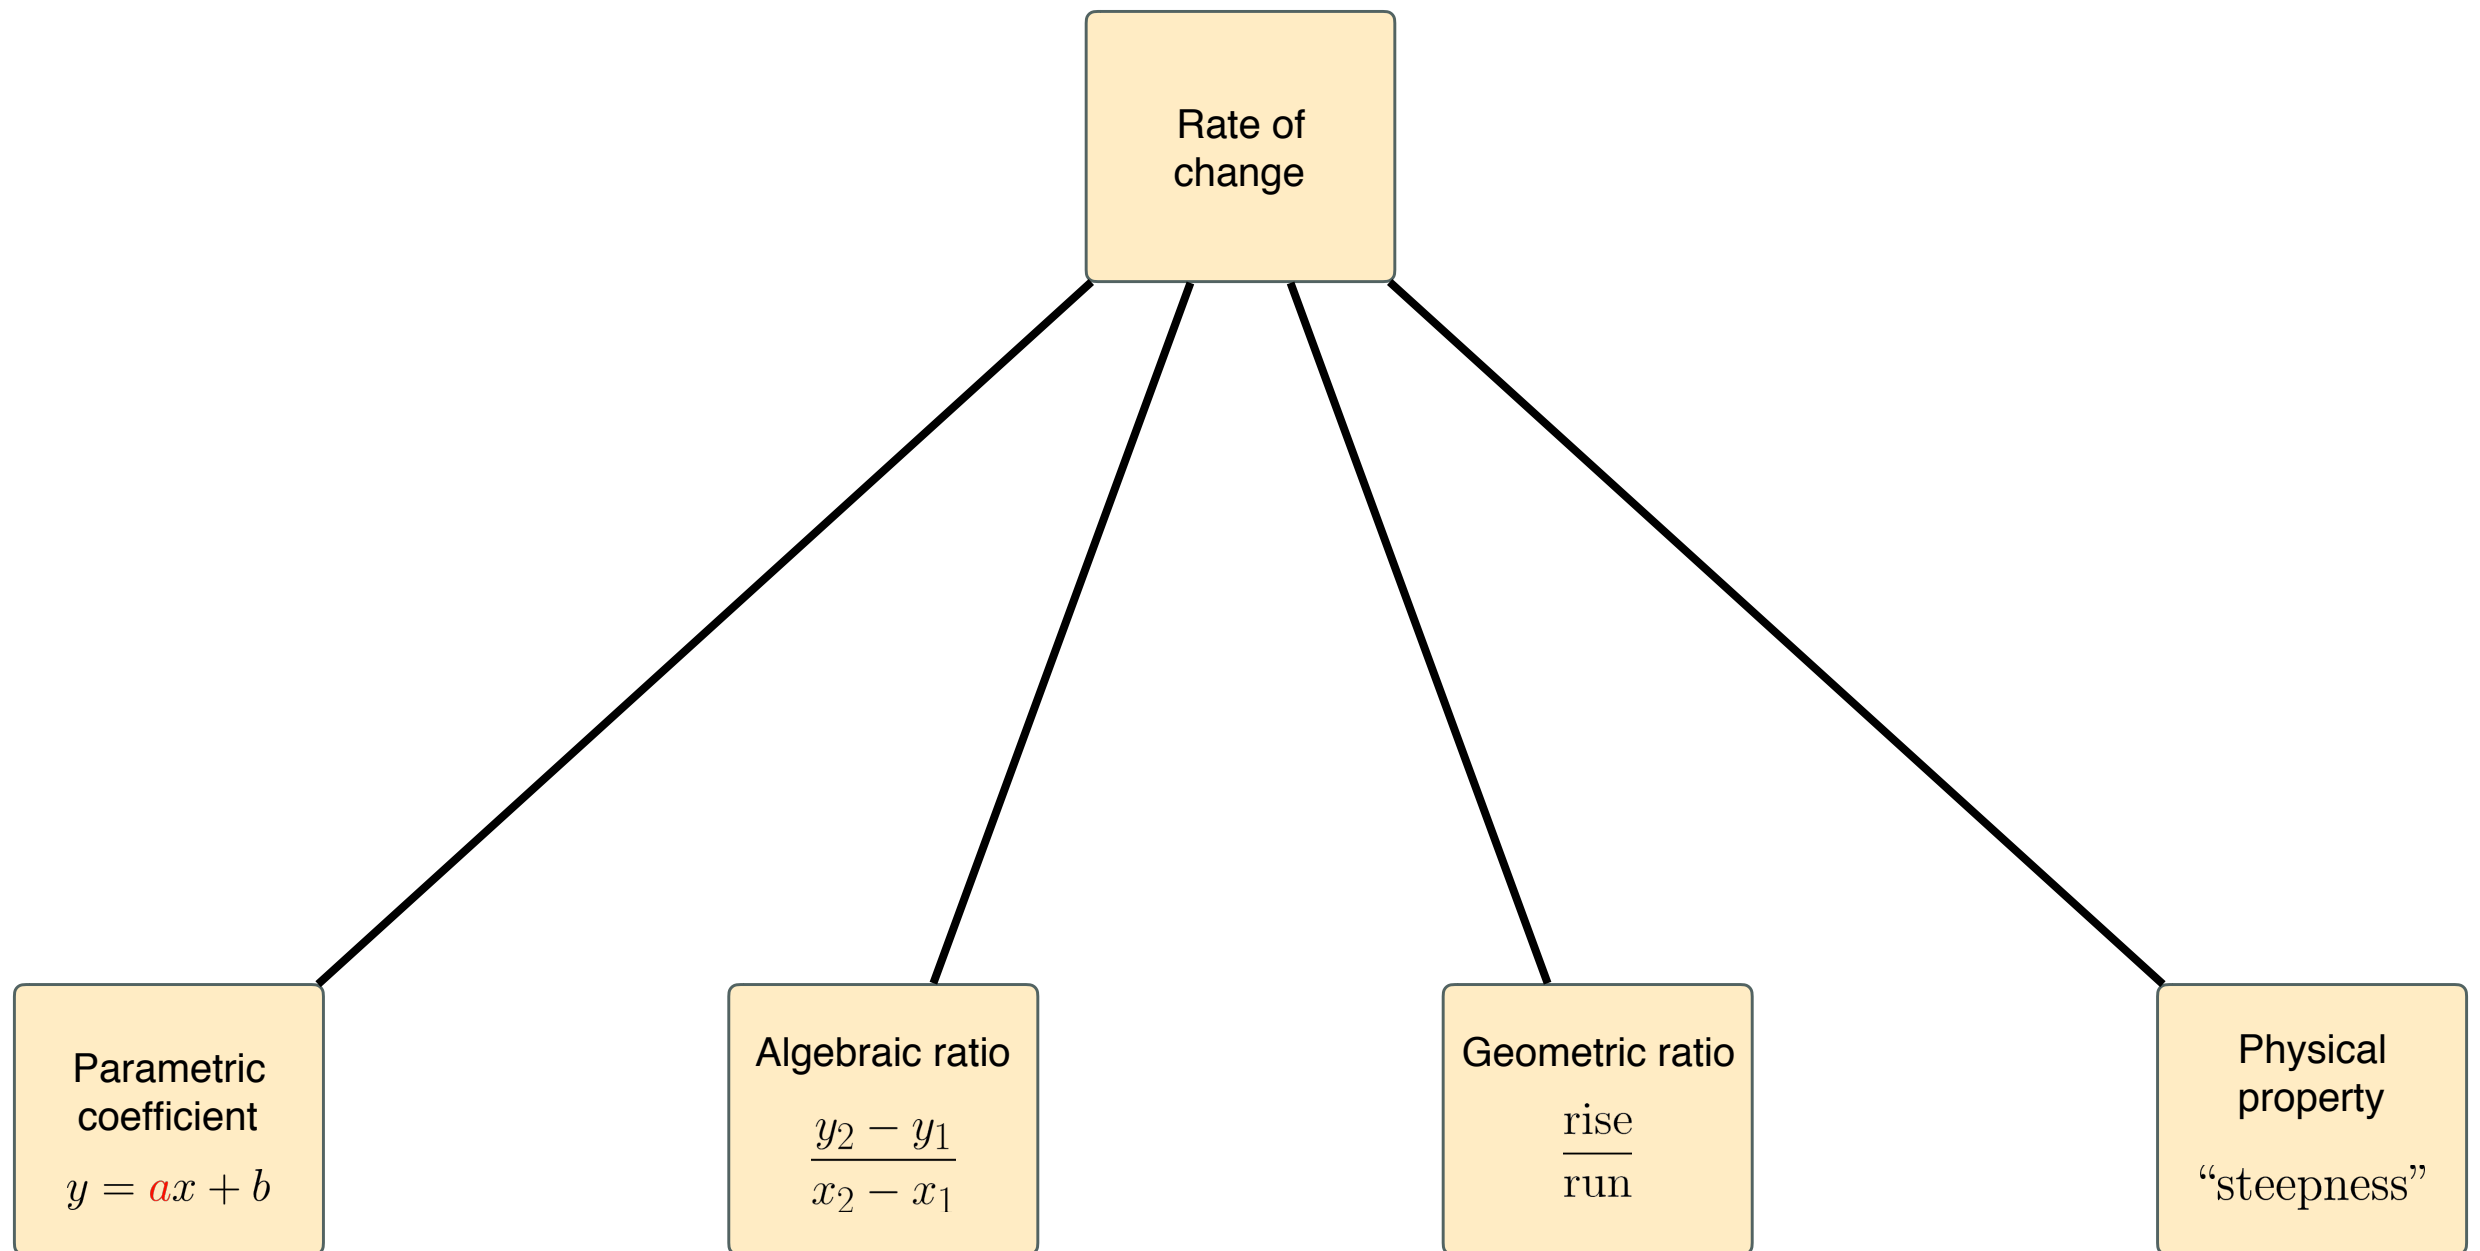 Rate of
change
Parametric
coefficient
y = ax + b
Algebraic ratio
y₂ − y₁
x₂ − x₁
Geometric ratio
rise
run
Physical
property
“steepness”